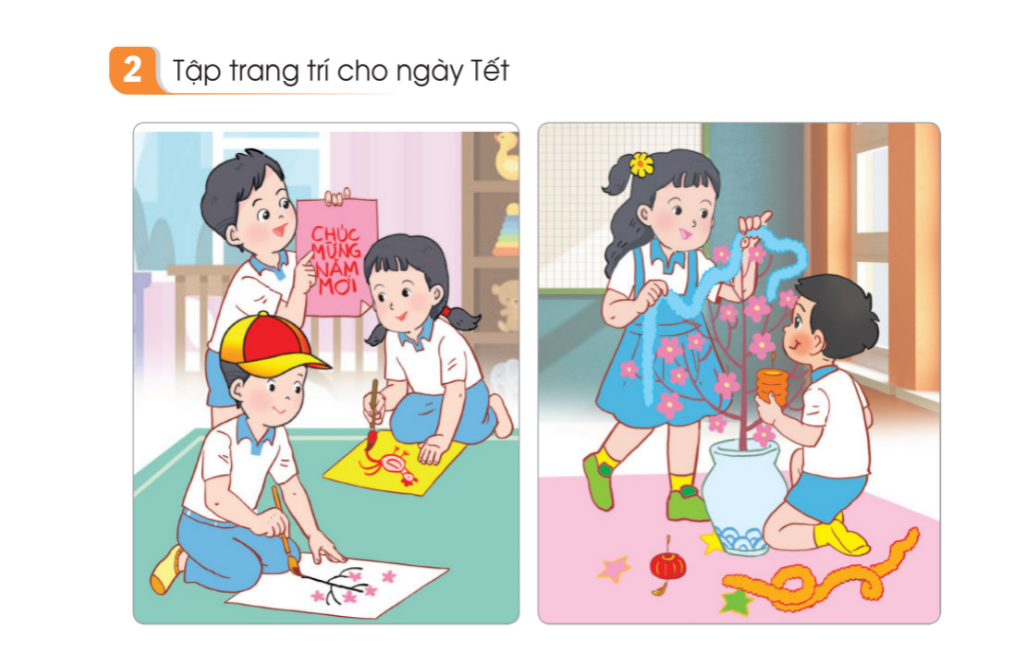 2 Tập trang trí cho ngày Tết
CHÚC
MỪNG
NĂM
MỚI